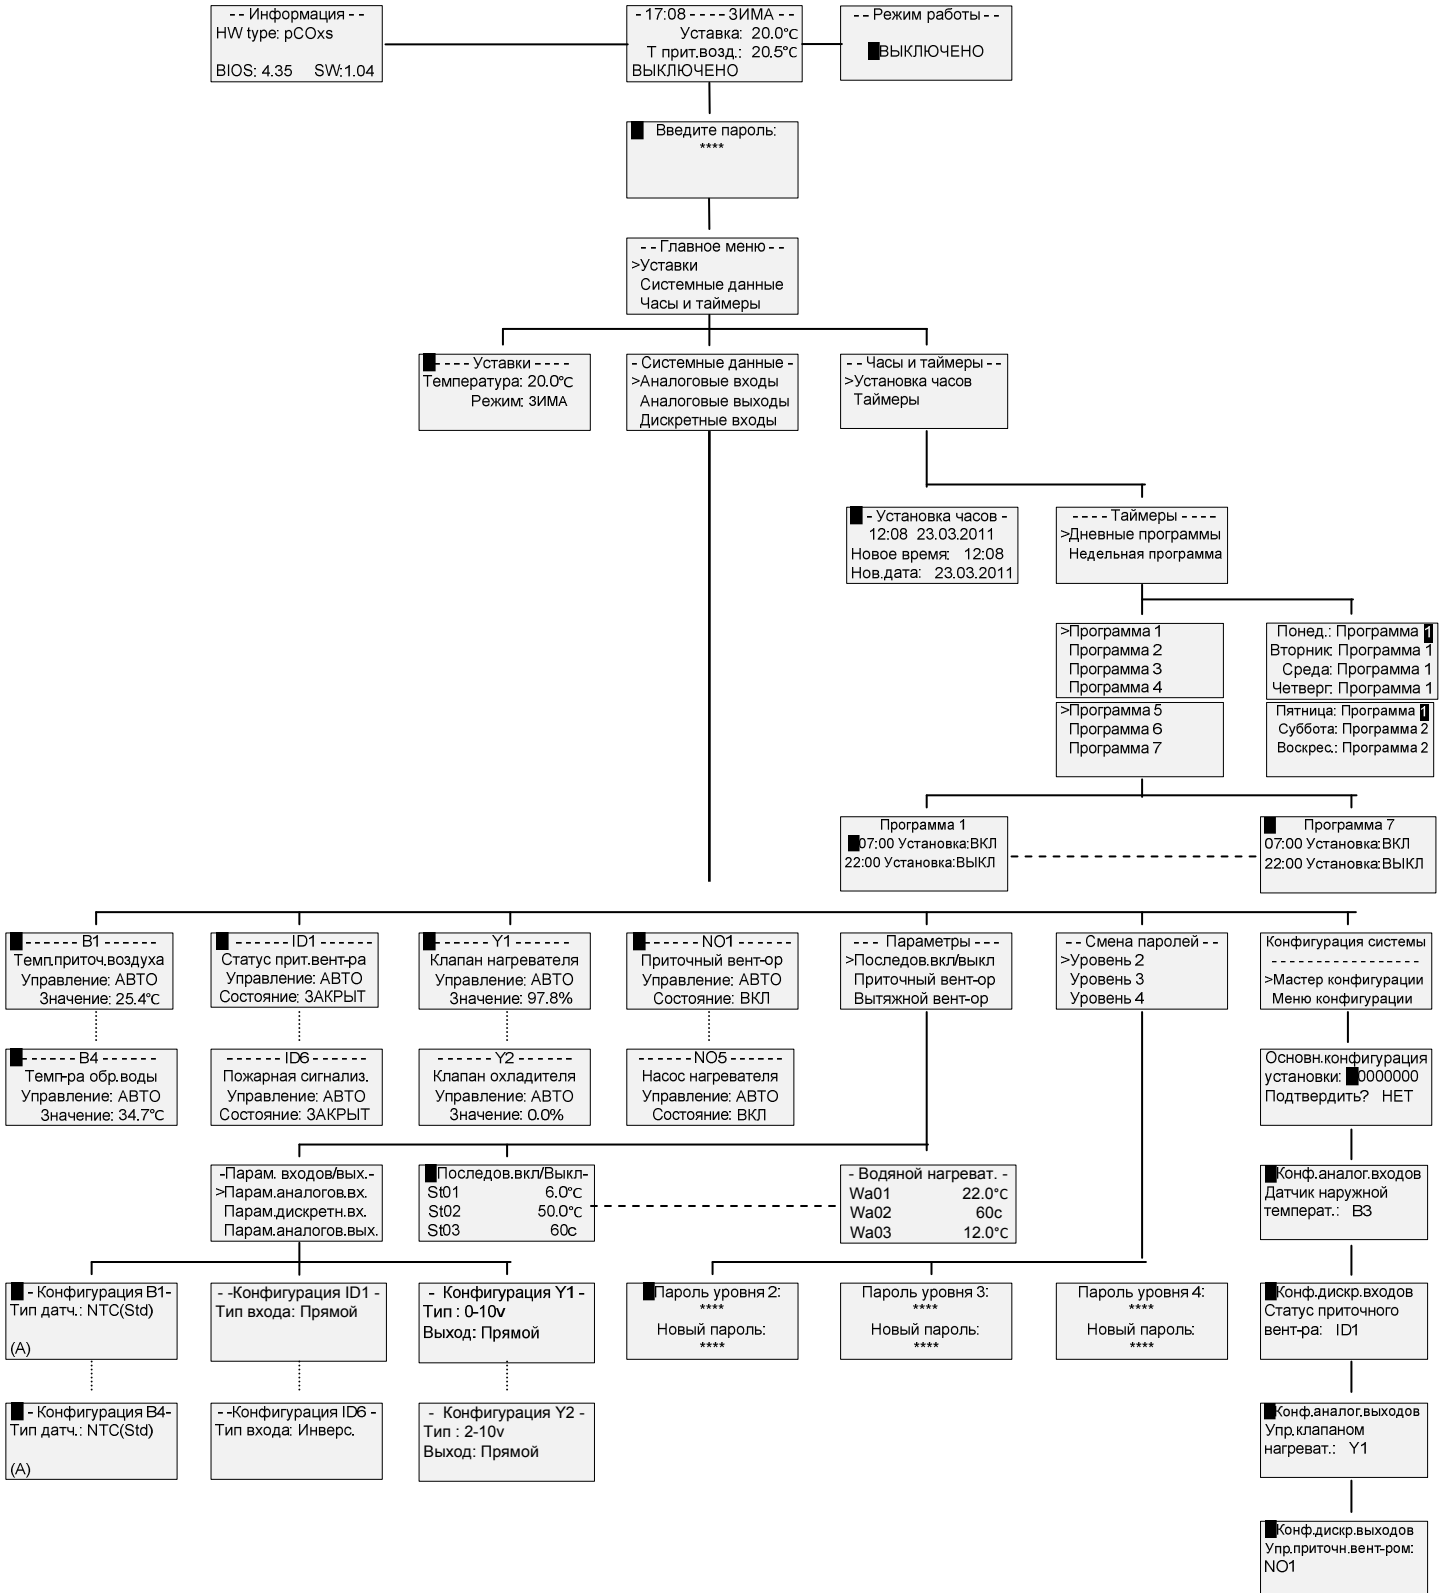 -- Информация --
HW type: pCOxs
BIOS: 4.35 SW:1.04
- 17:08 ---- ЗИМА --
Уставка: 20.0°C
Т прит.возд.: 20.5°C
ВЫКЛЮЧЕНО
-- Режим работы --
ВЫКЛЮЧЕНО
Введите пароль:
****
-- Главное меню --
>Уставки
Системные данные
Часы и таймеры
---- Уставки ----
Температура: 20.0°C
Режим: ЗИМА
- Системные данные -
>Аналоговые входы
Аналоговые выходы
Дискретные входы
-- Часы и таймеры --
>Установка часов
Таймеры
- Установка часов -
12:08 23.03.2011
Новое время: 12:08
Нов.дата: 23.03.2011
---- Таймеры ----
>Дневные программы
Недельная программа
>Программа 1
Программа 2
Программа 3
Программа 4
>Программа 5
Программа 6
Программа 7
Понед.: Программа 1
Вторник: Программа 1
Среда: Программа 1
Четверг: Программа 1
Пятница: Программа 1
Суббота: Программа 2
Воскрес.: Программа 2
Программа 1
07:00 Установка:ВКЛ
22:00 Установка:ВЫКЛ
Программа 7
07:00 Установка:ВКЛ
22:00 Установка:ВЫКЛ
------ B1 ------
Темп.приточ.воздуха
Управление: АВТО
Значение: 25.4°C
------ ID1 ------
Статус прит.вент-ра
Управление: АВТО
Состояние: ЗАКРЫТ
------ Y1 ------
Клапан нагревателя
Управление: АВТО
Значение: 97.8%
------ NO1 ------
Приточный вент-ор
Управление: АВТО
Состояние: ВКЛ
--- Параметры ---
>Последов.вкл/выкл
Приточный вент-ор
Вытяжной вент-ор
-- Смена паролей --
>Уровень 2
Уровень 3
Уровень 4
Конфигурация системы
------------------
>Мастер конфигурации
Меню конфигурации
------ B4 ------
Темп-ра обр.воды
Управление: АВТО
Значение: 34.7°C
------ ID6 ------
Пожарная сигнализ.
Управление: АВТО
Состояние: ЗАКРЫТ
------ Y2 ------
Клапан охладителя
Управление: АВТО
Значение: 0.0%
------ NO5 ------
Насос нагревателя
Управление: АВТО
Состояние: ВКЛ
Основн.конфигурация
установки: 0000000
Подтвердить? НЕТ
-Парам. входов/вых.-
>Парам.аналогов.вх.
Парам.дискретн.вх.
Парам.аналогов.вых.
Последов.вкл/Выкл-
St01 6.0°C
St02 50.0°C
St03 60c
- Водяной нагреват. -
Wa01 22.0°C
Wa02 60c
Wa03 12.0°C
Конф.аналог.входов
Датчик наружной
температ.: B3
- Конфигурация B1-
Тип датч.: NTC(Std)
(A)
- -Конфигурация ID1 -
Тип входа: Прямой
- Конфигурация Y1 -
Тип : 0-10v
Выход: Прямой
Пароль уровня 2:
****
Новый пароль:
****
Пароль уровня 3:
****
Новый пароль:
****
Пароль уровня 4:
****
Новый пароль:
****
Конф.дискр.входов
Статус приточного
вент-ра: ID1
- Конфигурация B4-
Тип датч.: NTC(Std)
(A)
- -Конфигурация ID6 -
Тип входа: Инверс.
- Конфигурация Y2 -
Тип : 2-10v
Выход: Прямой
Конф.аналог.выходов
Упр.клапаном
нагреват.: Y1
Конф.дискр.выходов
Упр.приточн.вент-ром:
NO1